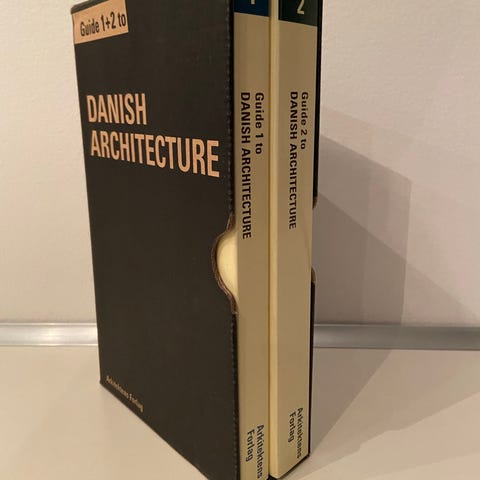 Guide 1+2 to
DANISH
ARCHITECTURE
Arkitektens Forlag
1
Guide 1 to
DANISH ARCHITECTURE
Arkitektens
Forlag
2
Guide 2 to
DANISH ARCHITECTURE
Arkitektens
Forlag